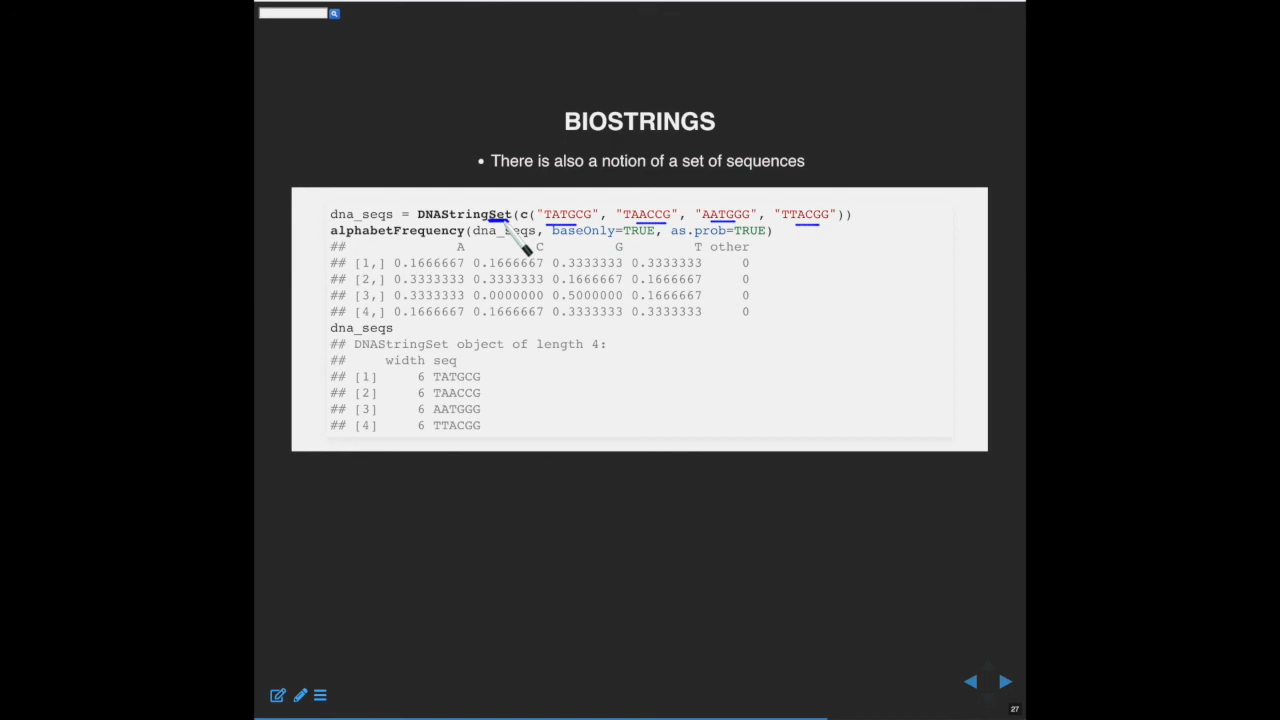 BIOSTRINGS
• There is also a notion of a set of sequences
dna_seqs = DNAStringSet(c("TATGCG", "TAACCG", "AATGGG", "TTACGG"))
alphabetFrequency(dna_seqs, baseOnly=TRUE, as.prob=TRUE)
## A C G T other
## [1,] 0.1666667 0.1666667 0.3333333 0.3333333 0
## [2,] 0.3333333 0.3333333 0.1666667 0.1666667 0
## [3,] 0.3333333 0.0000000 0.5000000 0.1666667 0
## [4,] 0.1666667 0.1666667 0.3333333 0.3333333 0
dna_seqs
## DNAStringSet object of length 4:
## width seq
## [1] 6 TATGCG
## [2] 6 TAACCG
## [3] 6 AATGGG
## [4] 6 TTACGG
27